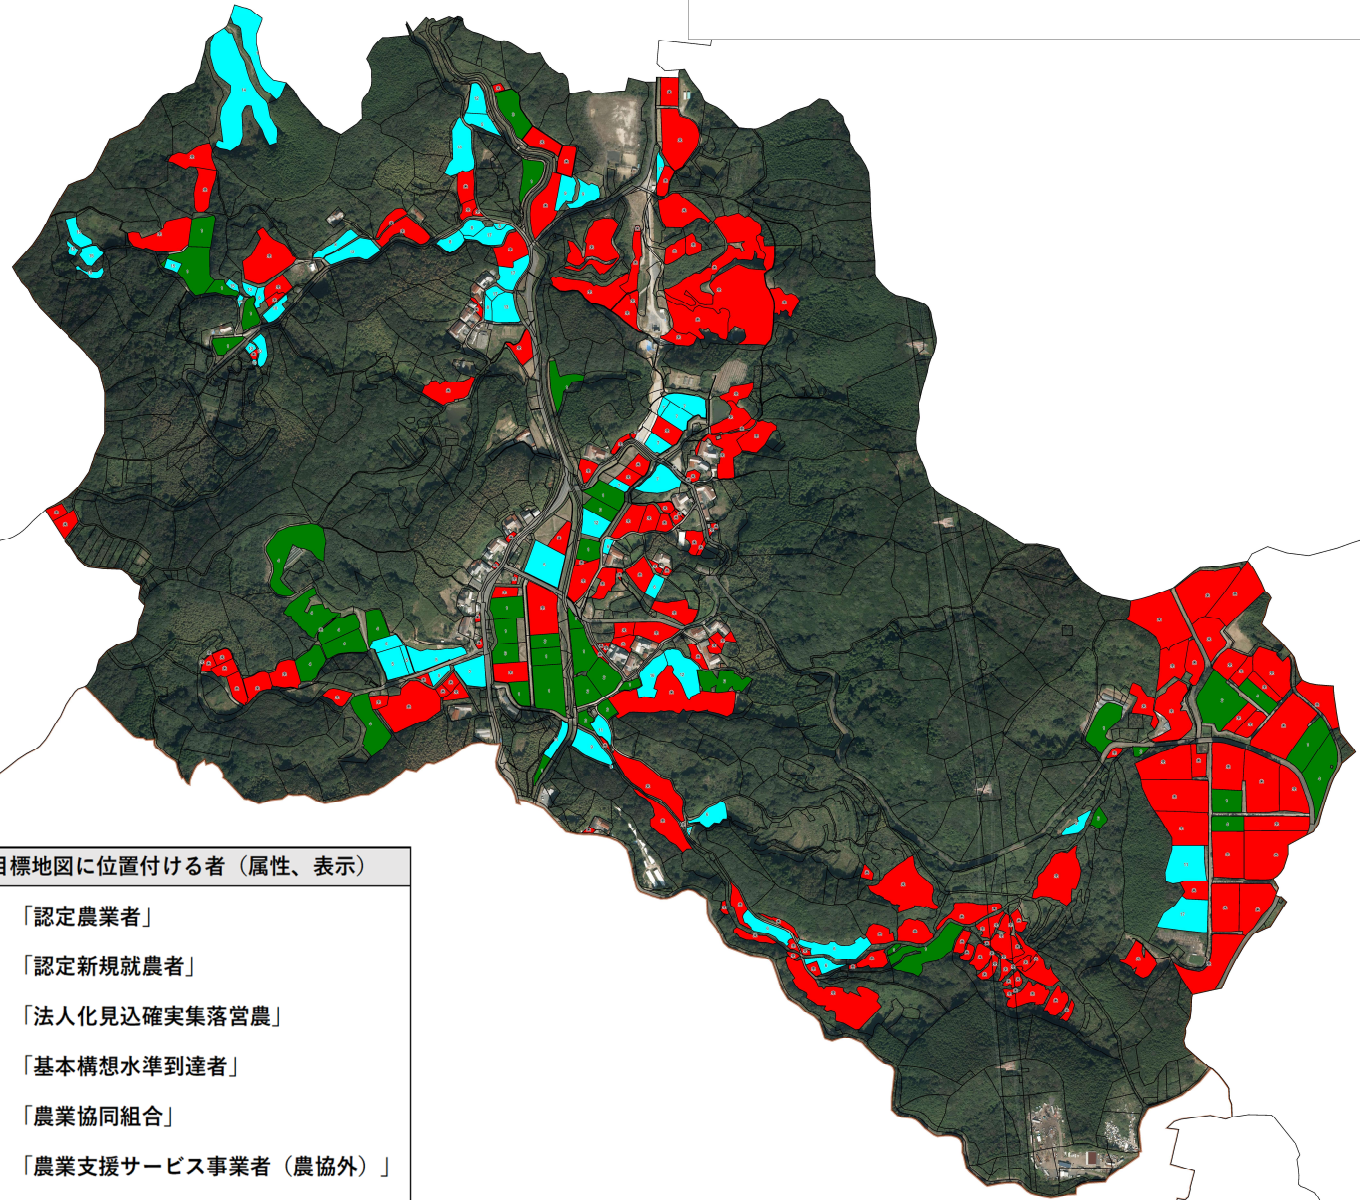 目標地図に位置付ける者（属性、表示）
「認定農業者」
「認定新規就農者」
「法人化見込確実集落営農」
「基本構想水準到達者」
「農業協同組合」
「農業支援サービス事業者（農協外）」